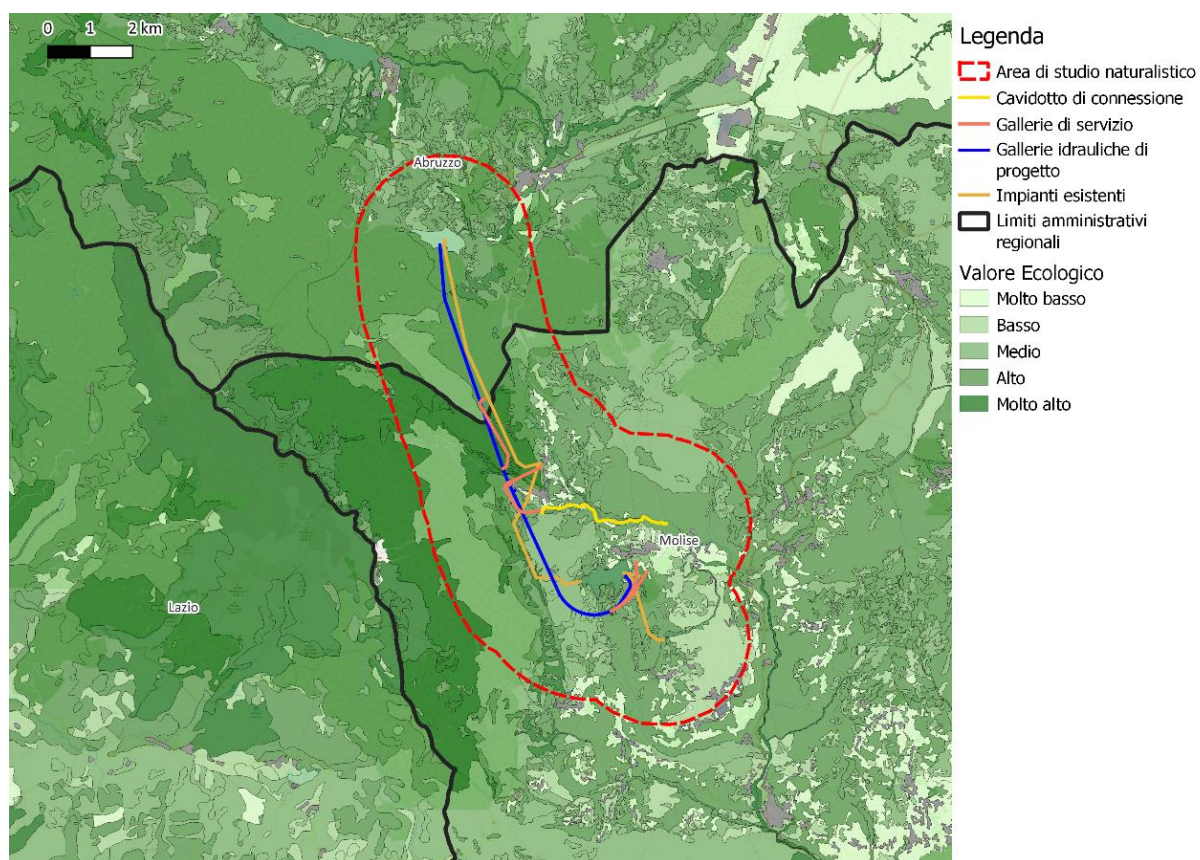 0 1 2 km
Abruzzo
Molise
Lazio
Legenda
Area di studio naturalistico
Cavidotto di connessione
Gallerie di servizio
Gallerie idrauliche di
progetto
Impianti esistenti
Limiti amministrativi
regionali
Valore Ecologico
Molto basso
Basso
Medio
Alto
Molto alto